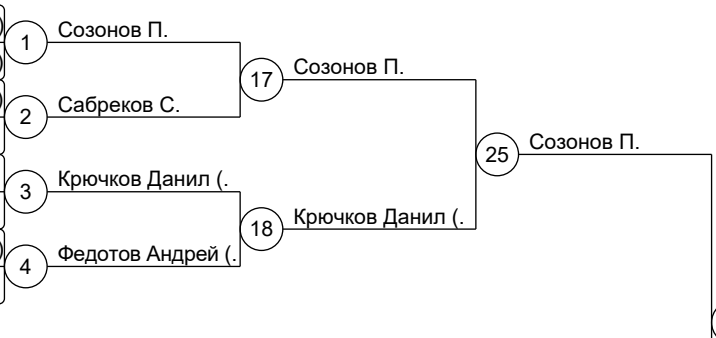 1 Созонов П.
17 Созонов П.
2 Сабреков С.
25 Созонов П.
3 Крючков Данил (.
18 Крючков Данил (.
4 Федотов Андрей (.